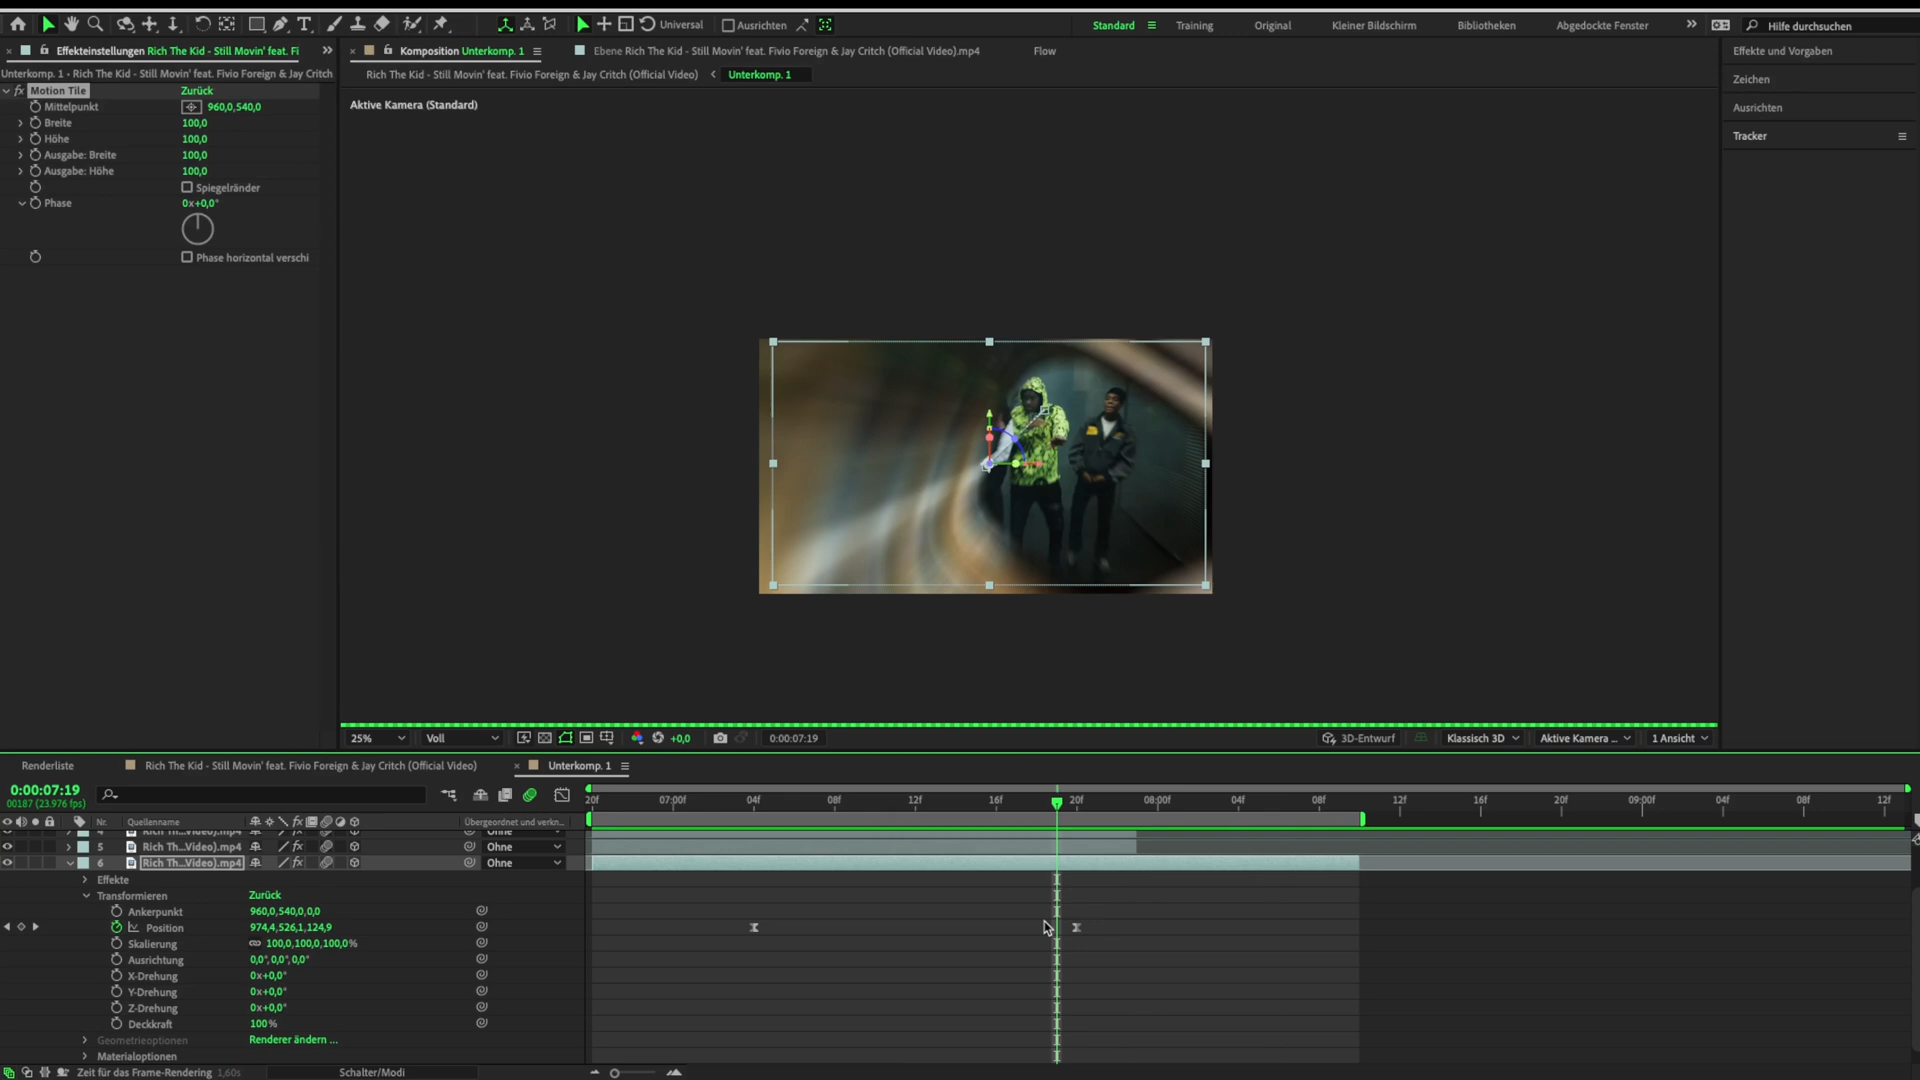 Universal
Ausrichten
Standard
Training
Original
Kleiner Bildschirm
Bibliotheken
Abgedockte Fenster
Hilfe durchsuchen
Effekteinstellungen Rich The Kid - Still Movin' feat. Fi
Komposition Unterkomp. 1
Ebene Rich The Kid - Still Movin' feat. Fivio Foreign & Jay Critch (Official Video).mp4
Flow
Effekte und Vorgaben
Unterkomp. 1 • Rich The Kid - Still Movin' feat. Fivio Foreign & Jay Critch
Rich The Kid - Still Movin' feat. Fivio Foreign & Jay Critch (Official Video)
Unterkomp. 1
Zeichen
Ausrichten
Tracker
fx Motion Tile Zurück
Mittelpunkt 960,0,540,0
Breite 100,0
Höhe 100,0
Ausgabe: Breite 100,0
Ausgabe: Höhe 100,0
Spiegelränder
Phase 0x+0,0°
Phase horizontal verschi
Aktive Kamera (Standard)
25%
Voll
+0,0
0:00:07:19
3D-Entwurf
Klassisch 3D
Aktive Kamera ...
1 Ansicht
Renderliste
Rich The Kid - Still Movin' feat. Fivio Foreign & Jay Critch (Official Video)
Unterkomp. 1
0:00:07:19
00187 (23.976 fps)
20f 07:00f 04f 08f 12f 16f 20f 08:00f 04f 08f 12f 16f 20f 09:00f 04f 08f 12f
Nr. Quellenname fx Übergeordnet und verkn...
4 Rich Th...Video).mp4 Ohne
5 Rich Th...Video).mp4 fx Ohne
6 Rich Th...Video).mp4 fx Ohne
Effekte
Transformieren Zurück
Ankerpunkt 960,0,540,0,0,0
Position 974,4,526,1,124,9
Skalierung 100,0,100,0,100,0%
Ausrichtung 0,0°,0,0°,0,0°
X-Drehung 0x+0,0°
Y-Drehung 0x+0,0°
Z-Drehung 0x+0,0°
Deckkraft 100%
Geometrieoptionen Renderer ändern ...
Materialoptionen
Zeit für das Frame-Rendering 1,60s
Schalter/Modi